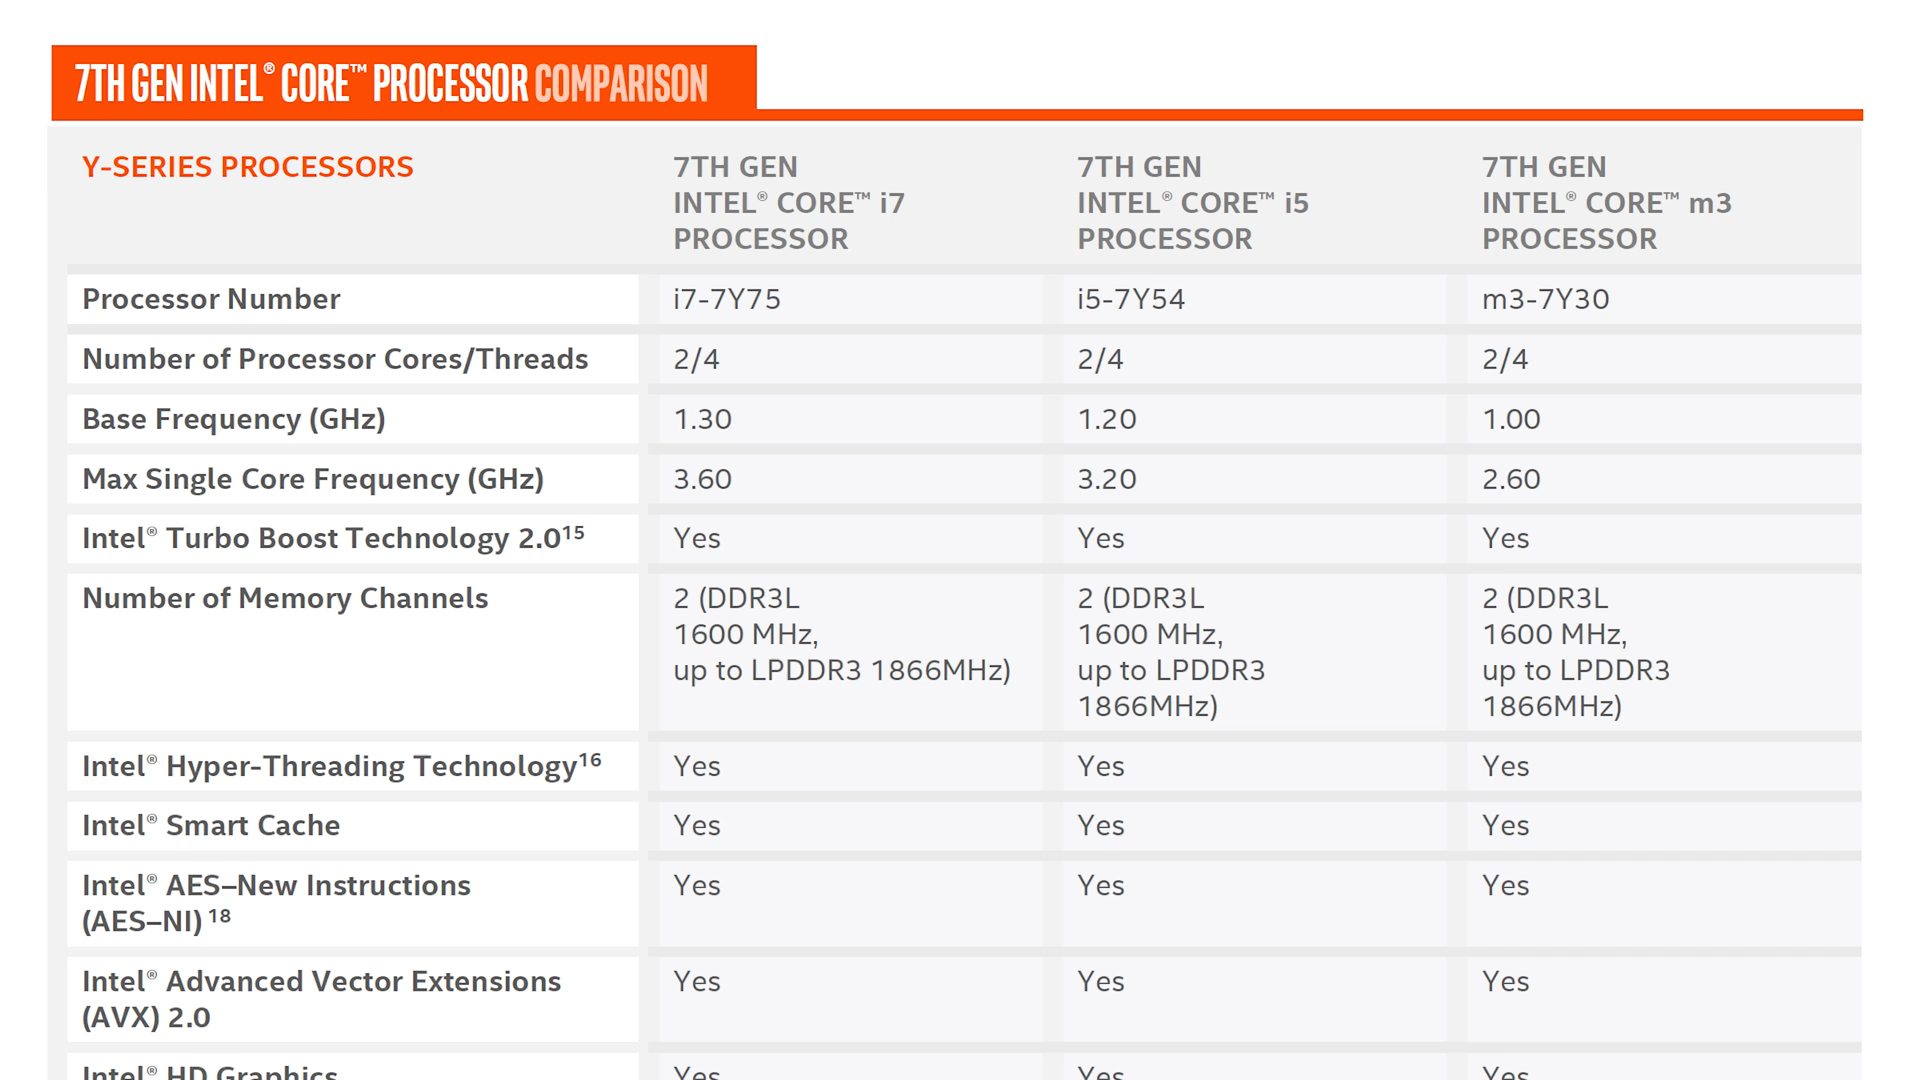 7TH GEN INTEL® CORE™ PROCESSOR COMPARISON
Y-SERIES PROCESSORS
7TH GEN
INTEL® CORE™ i7
PROCESSOR
7TH GEN
INTEL® CORE™ i5
PROCESSOR
7TH GEN
INTEL® CORE™ m3
PROCESSOR
Processor Number
i7-7Y75
i5-7Y54
m3-7Y30
Number of Processor Cores/Threads
2/4
2/4
2/4
Base Frequency (GHz)
1.30
1.20
1.00
Max Single Core Frequency (GHz)
3.60
3.20
2.60
Intel® Turbo Boost Technology 2.0¹⁵
Yes
Yes
Yes
Number of Memory Channels
2 (DDR3L
1600 MHz,
up to LPDDR3 1866MHz)
2 (DDR3L
1600 MHz,
up to LPDDR3
1866MHz)
2 (DDR3L
1600 MHz,
up to LPDDR3
1866MHz)
Intel® Hyper-Threading Technology¹⁶
Yes
Yes
Yes
Intel® Smart Cache
Yes
Yes
Yes
Intel® AES–New Instructions
(AES–NI) ¹⁸
Yes
Yes
Yes
Intel® Advanced Vector Extensions
(AVX) 2.0
Yes
Yes
Yes
Intel® HD Graphics
Yes
Yes
Yes